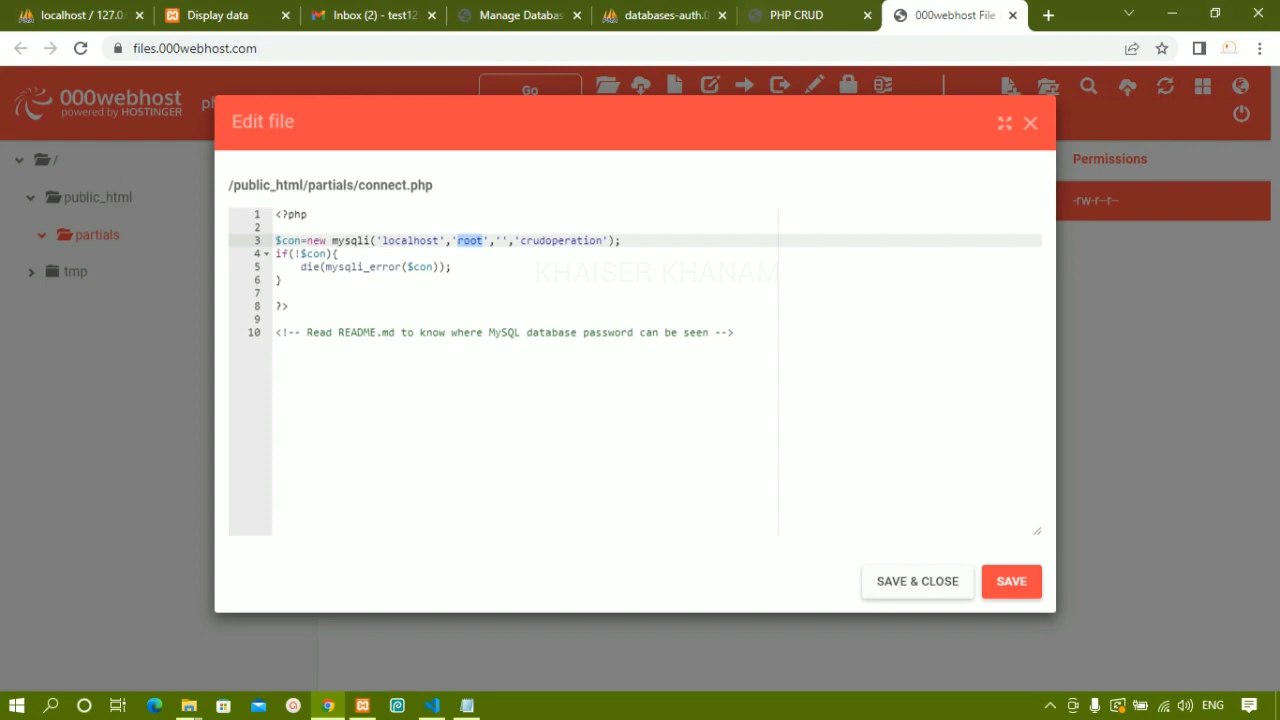 localhost / 127.0
Display data
Inbox (2) - test12
Manage Databas
databases-auth.0
PHP CRUD
000webhost File
files.000webhost.com
000webhost
powered by HOSTINGER
Go
Edit file
/
public_html
partials
tmp
Permissions
-rw-r--r--
/public_html/partials/connect.php
1 <?php
2
3 $con=new mysqli('localhost','root','','crudoperation');
4 if(!$con){
5 die(mysqli_error($con));
6 }
7
8 ?>
9
10 <!-- Read README.md to know where MySQL database password can be seen -->
KHAISER KHANAM
SAVE & CLOSE
SAVE
ENG